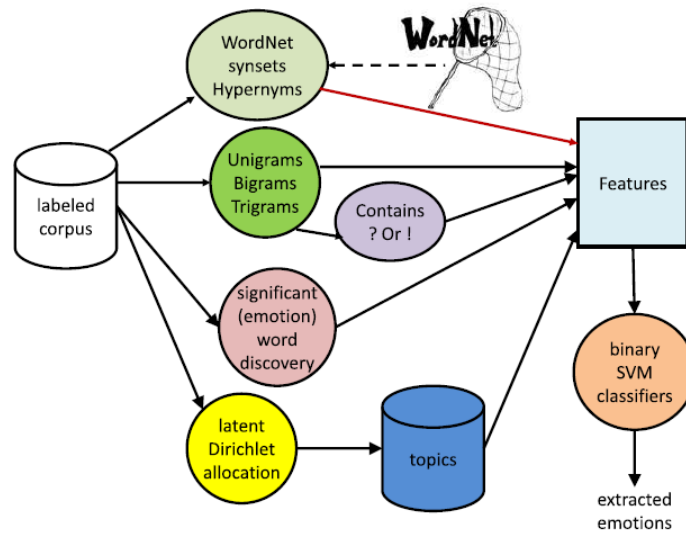 WordNet
synsets
Hypernyms
WordNet
Unigrams
Bigrams
Trigrams
Features
labeled
corpus
Contains
? Or !
significant
(emotion)
word
discovery
binary
SVM
classifiers
latent
Dirichlet
allocation
topics
extracted
emotions